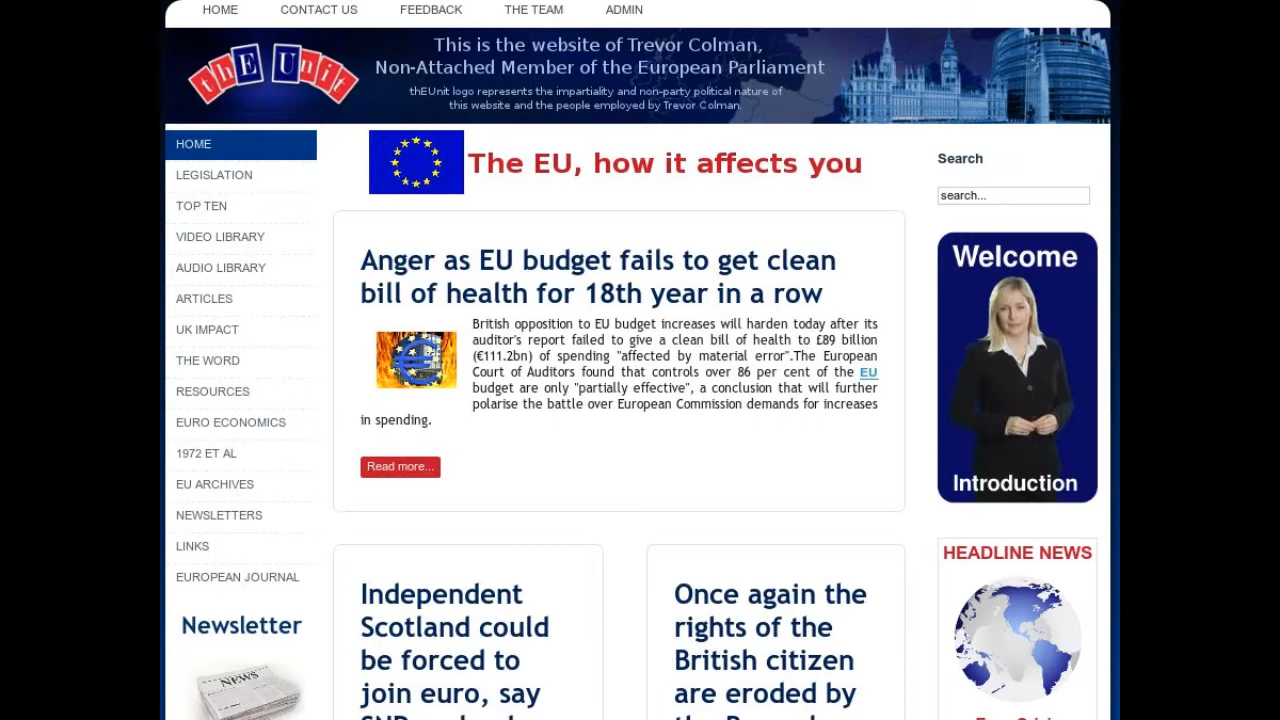 HOME CONTACT US FEEDBACK THE TEAM ADMIN
thEUnit
This is the website of Trevor Colman,
Non-Attached Member of the European Parliament
thEUnit logo represents the impartiality and non-party political nature of
this website and the people employed by Trevor Colman.
HOME
LEGISLATION
TOP TEN
VIDEO LIBRARY
AUDIO LIBRARY
ARTICLES
UK IMPACT
THE WORD
RESOURCES
EURO ECONOMICS
1972 ET AL
EU ARCHIVES
NEWSLETTERS
LINKS
EUROPEAN JOURNAL
Newsletter
NEWS
The EU, how it affects you
Anger as EU budget fails to get clean
bill of health for 18th year in a row
British opposition to EU budget increases will harden today after its
auditor's report failed to give a clean bill of health to £89 billion
(€111.2bn) of spending "affected by material error".The European
Court of Auditors found that controls over 86 per cent of the EU
budget are only "partially effective", a conclusion that will further
polarise the battle over European Commission demands for increases
in spending.
Read more...
Independent
Scotland could
be forced to
join euro, say
Once again the
rights of the
British citizen
are eroded by
Search
search...
Welcome
Introduction
HEADLINE NEWS